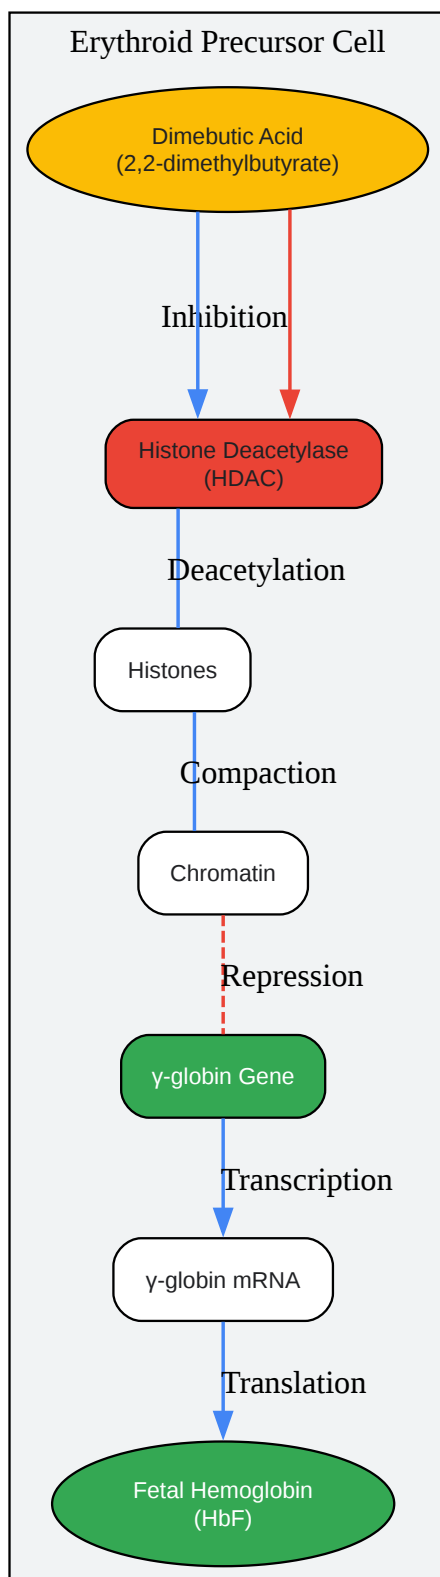 Erythroid Precursor Cell
Dimebutic Acid
(2,2-dimethylbutyrate)
Inhibition
Histone Deacetylase
(HDAC)
Deacetylation
Histones
Compaction
Chromatin
Repression
γ-globin Gene
Transcription
γ-globin mRNA
Translation
Fetal Hemoglobin
(HbF)